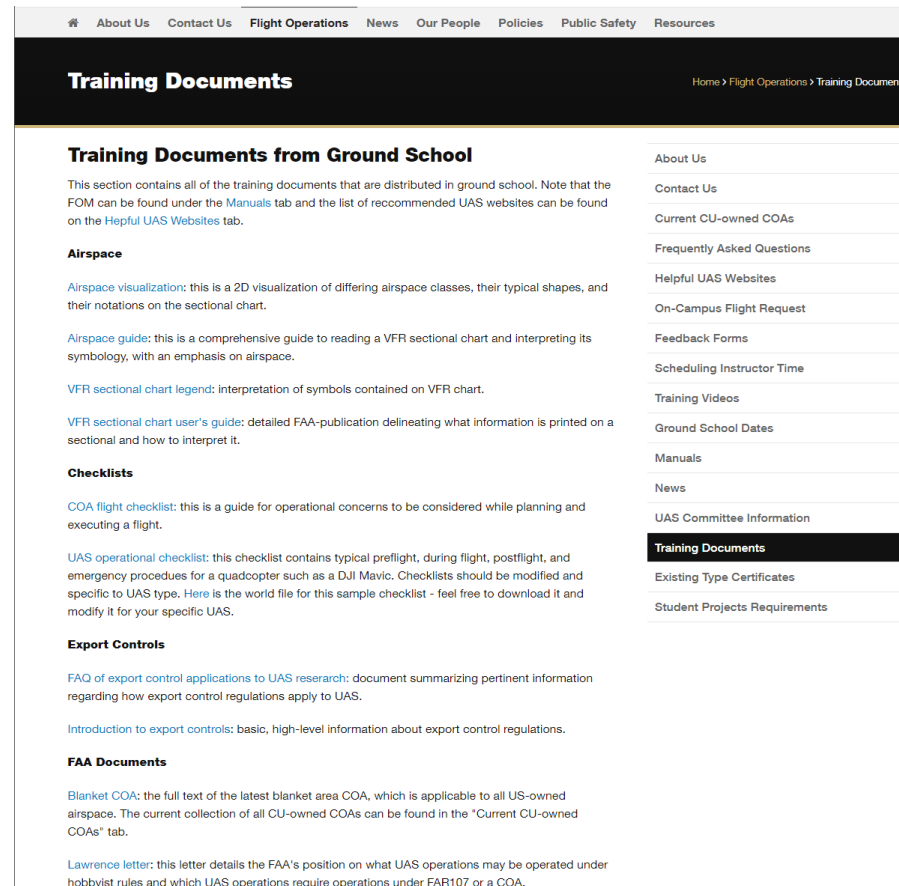 About Us Contact Us Flight Operations News Our People Policies Public Safety Resources
Training Documents
Home > Flight Operations > Training Documen
Training Documents from Ground School
This section contains all of the training documents that are distributed in ground school. Note that the
FOM can be found under the Manuals tab and the list of reccommended UAS websites can be found
on the Hepful UAS Websites tab.
Airspace
Airspace visualization: this is a 2D visualization of differing airspace classes, their typical shapes, and
their notations on the sectional chart.
Airspace guide: this is a comprehensive guide to reading a VFR sectional chart and interpreting its
symbology, with an emphasis on airspace.
VFR sectional chart legend: interpretation of symbols contained on VFR chart.
VFR sectional chart user's guide: detailed FAA-publication delineating what information is printed on a
sectional and how to interpret it.
Checklists
COA flight checklist: this is a guide for operational concerns to be considered while planning and
executing a flight.
UAS operational checklist: this checklist contains typical preflight, during flight, postflight, and
emergency procedues for a quadcopter such as a DJI Mavic. Checklists should be modified and
specific to UAS type. Here is the world file for this sample checklist - feel free to download it and
modify it for your specific UAS.
Export Controls
FAQ of export control applications to UAS reserarch: document summarizing pertinent information
regarding how export control regulations apply to UAS.
Introduction to export controls: basic, high-level information about export control regulations.
FAA Documents
Blanket COA: the full text of the latest blanket area COA, which is applicable to all US-owned
airspace. The current collection of all CU-owned COAs can be found in the "Current CU-owned
COAs" tab.
Lawrence letter: this letter details the FAA's position on what UAS operations may be operated under
hobbyist rules and which UAS operations require operations under FAR107 or a COA.
About Us
Contact Us
Current CU-owned COAs
Frequently Asked Questions
Helpful UAS Websites
On-Campus Flight Request
Feedback Forms
Scheduling Instructor Time
Training Videos
Ground School Dates
Manuals
News
UAS Committee Information
Training Documents
Existing Type Certificates
Student Projects Requirements